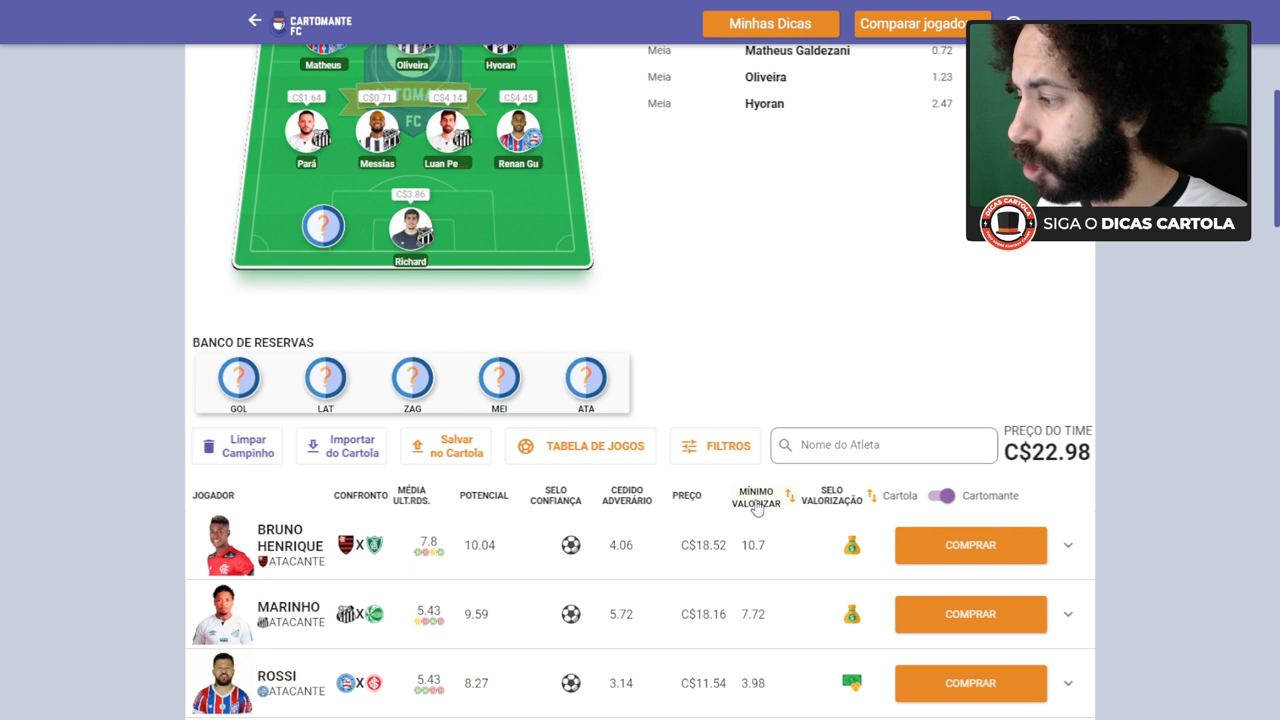 CARTOMANTE
FC
Minhas Dicas
Comparar jogado
Matheus
Oliveira
Hyoran
Meia Matheus Galdezani 0.72
Meia Oliveira 1.23
Meia Hyoran 2.47
C$1.64
C$0.71
C$4.14
C$4.45
FC
Pará
Messias
Luan Pe
Renan Gu
C$3.86
?
Richard
DICAS CARTOLA
SIGA O DICAS CARTOLA
BANCO DE RESERVAS
? ? ? ? ?
GOL LAT ZAG MEI ATA
Limpar
Campinho
Importar
do Cartola
Salvar
no Cartola
TABELA DE JOGOS
FILTROS
Nome do Atleta
PREÇO DO TIME
C$22.98
JOGADOR
CONFRONTO
MÉDIA
ULT.RDS.
POTENCIAL
SELO
CONFIANÇA
CEDIDO
ADVERÁRIO
PREÇO
MÍNIMO
VALORIZAR
SELO
VALORIZAÇÃO
Cartola
Cartomante
BRUNO
HENRIQUE
ATACANTE
X
7.8
10.04
4.06
C$18.52
10.7
COMPRAR
MARINHO
ATACANTE
X
5.43
9.59
5.72
C$18.16
7.72
COMPRAR
ROSSI
ATACANTE
X
5.43
8.27
3.14
C$11.54
3.98
COMPRAR